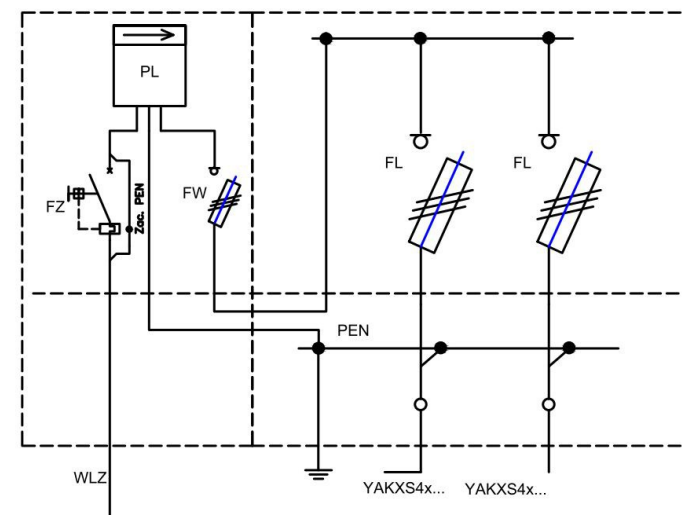 PL
FL
FL
FZ
Zac. PEN
FW
PEN
WLZ
YAKXS4x...
YAKXS4x...